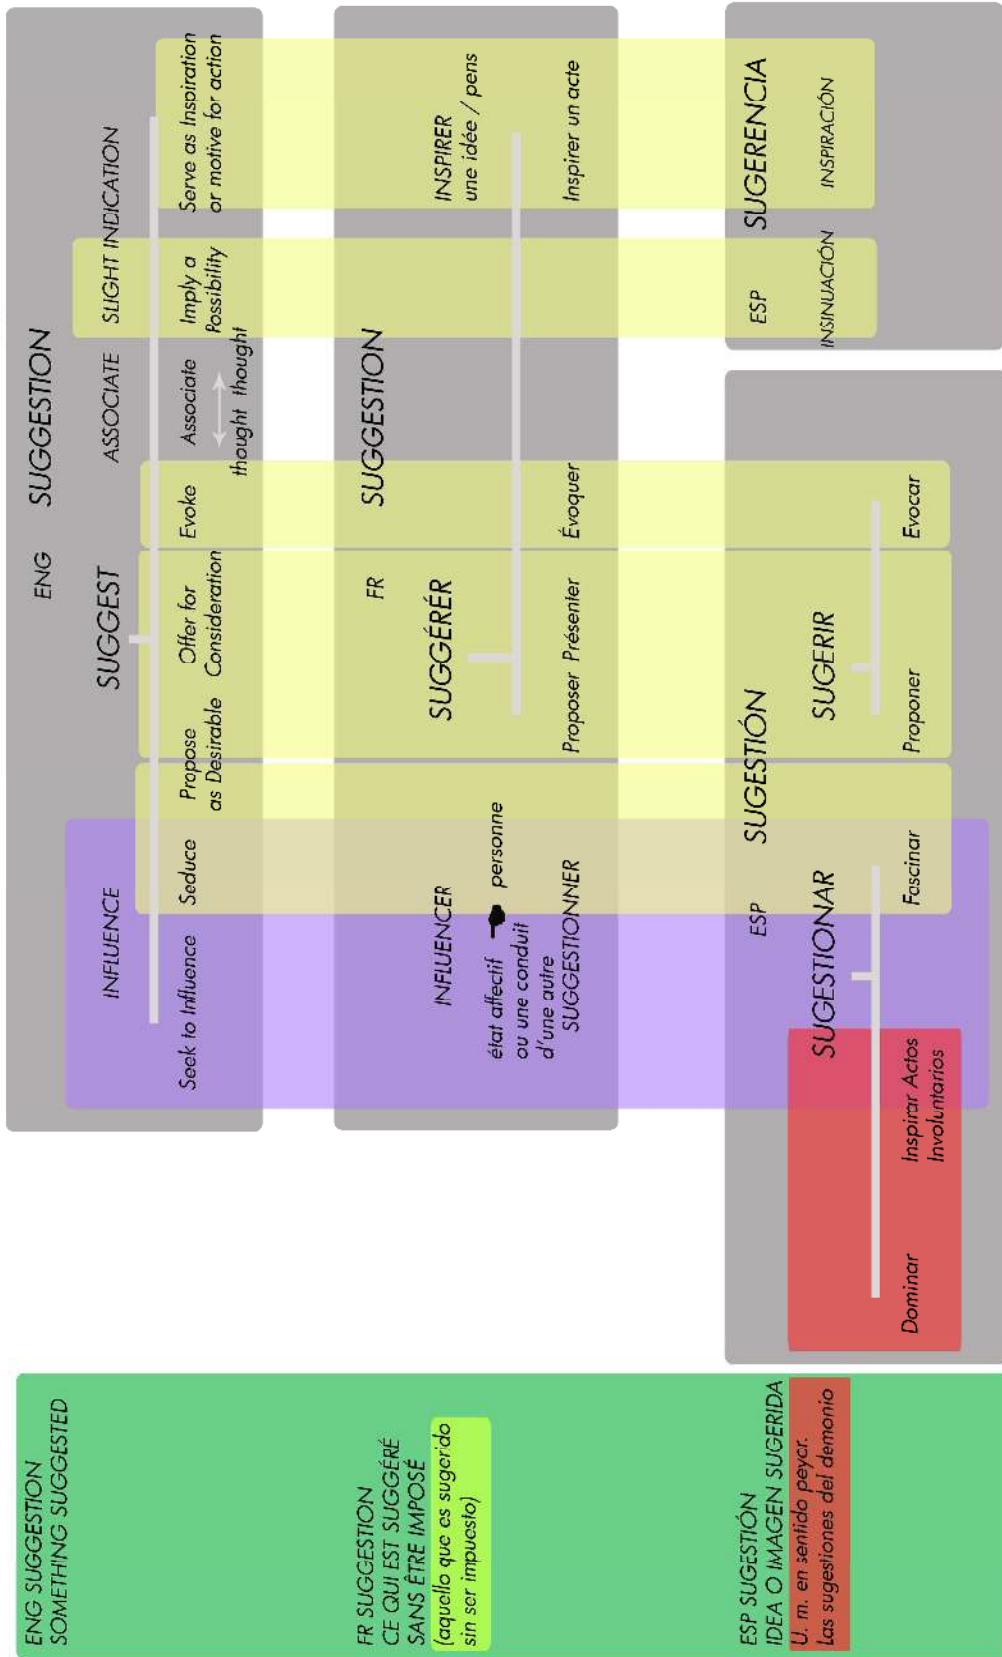 ENG SUGGESTION
SOMETHING SUGGESTED
FR SUGGESTION
CE QUI EST SUGGÉRÉ
SANS ÊTRE IMPOSÉ
(aquello que es sugerido
sin ser impuesto)
ESP SUGESTIÓN
IDEA O IMAGEN SUGERIDA
U. m. en sentido peyor.
Las sugestiones del demonio
ENG SUGGESTION
SUGGEST
INFLUENCE
ASSOCIATE
SLIGHT INDICATION
Seek to Influence
Seduce
Propose
as Desirable
Offer for
Consideration
Evoke
Associate
thought thought
Imply a
Possibility
Serve as Inspiration
or motive for action
FR SUGGESTION
SUGGÉRÉR
INFLUENCER
état affectif personne
ou une conduit
d'une autre
SUGGESTIONNER
INSPIRER
une idée / pens
Proposer Présenter
Évoquer
Inspirer un acte
ESP SUGESTIÓN
SUGESTIONAR
SUGERIR
Dominar
Inspirar Actos
Involuntarios
Fascinar
Proponer
Evocar
ESP SUGERENCIA
INSINUACIÓN
INSPIRACIÓN